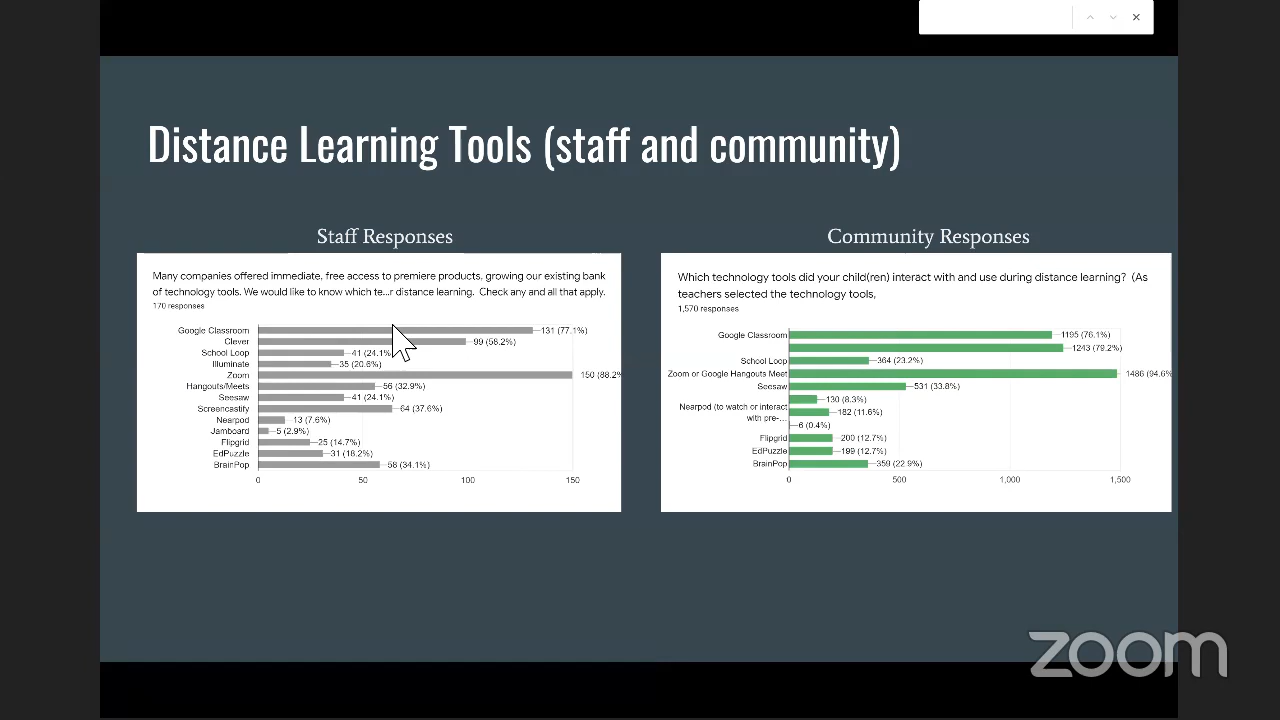 Distance Learning Tools (staff and community)
Staff Responses
Many companies offered immediate, free access to premiere products, growing our existing bank
of technology tools. We would like to know which te...r distance learning. Check any and all that apply.
170 responses
Google Classroom 131 (77.1%)
Clever 99 (58.2%)
School Loop 41 (24.1%
Illuminate 35 (20.6%)
Zoom 150 (88.2%
Hangouts/Meets 56 (32.9%)
Seesaw 41 (24.1%)
Screencastify 64 (37.6%)
Nearpod 13 (7.6%)
Jamboard 5 (2.9%)
Flipgrid 25 (14.7%)
EdPuzzle 31 (18.2%)
BrainPop 58 (34.1%)
0 50 100 150
Community Responses
Which technology tools did your child(ren) interact with and use during distance learning? (As
teachers selected the technology tools,
1,570 responses
Google Classroom 1195 (76.1%)
1243 (79.2%)
School Loop 364 (23.2%)
Zoom or Google Hangouts Meet 1486 (94.6%
Seesaw 531 (33.8%)
130 (8.3%)
Nearpod (to watch or interact
with pre-... 182 (11.6%)
6 (0.4%)
Flipgrid 200 (12.7%)
EdPuzzle 199 (12.7%)
BrainPop 359 (22.9%)
0 500 1,000 1,500
zoom